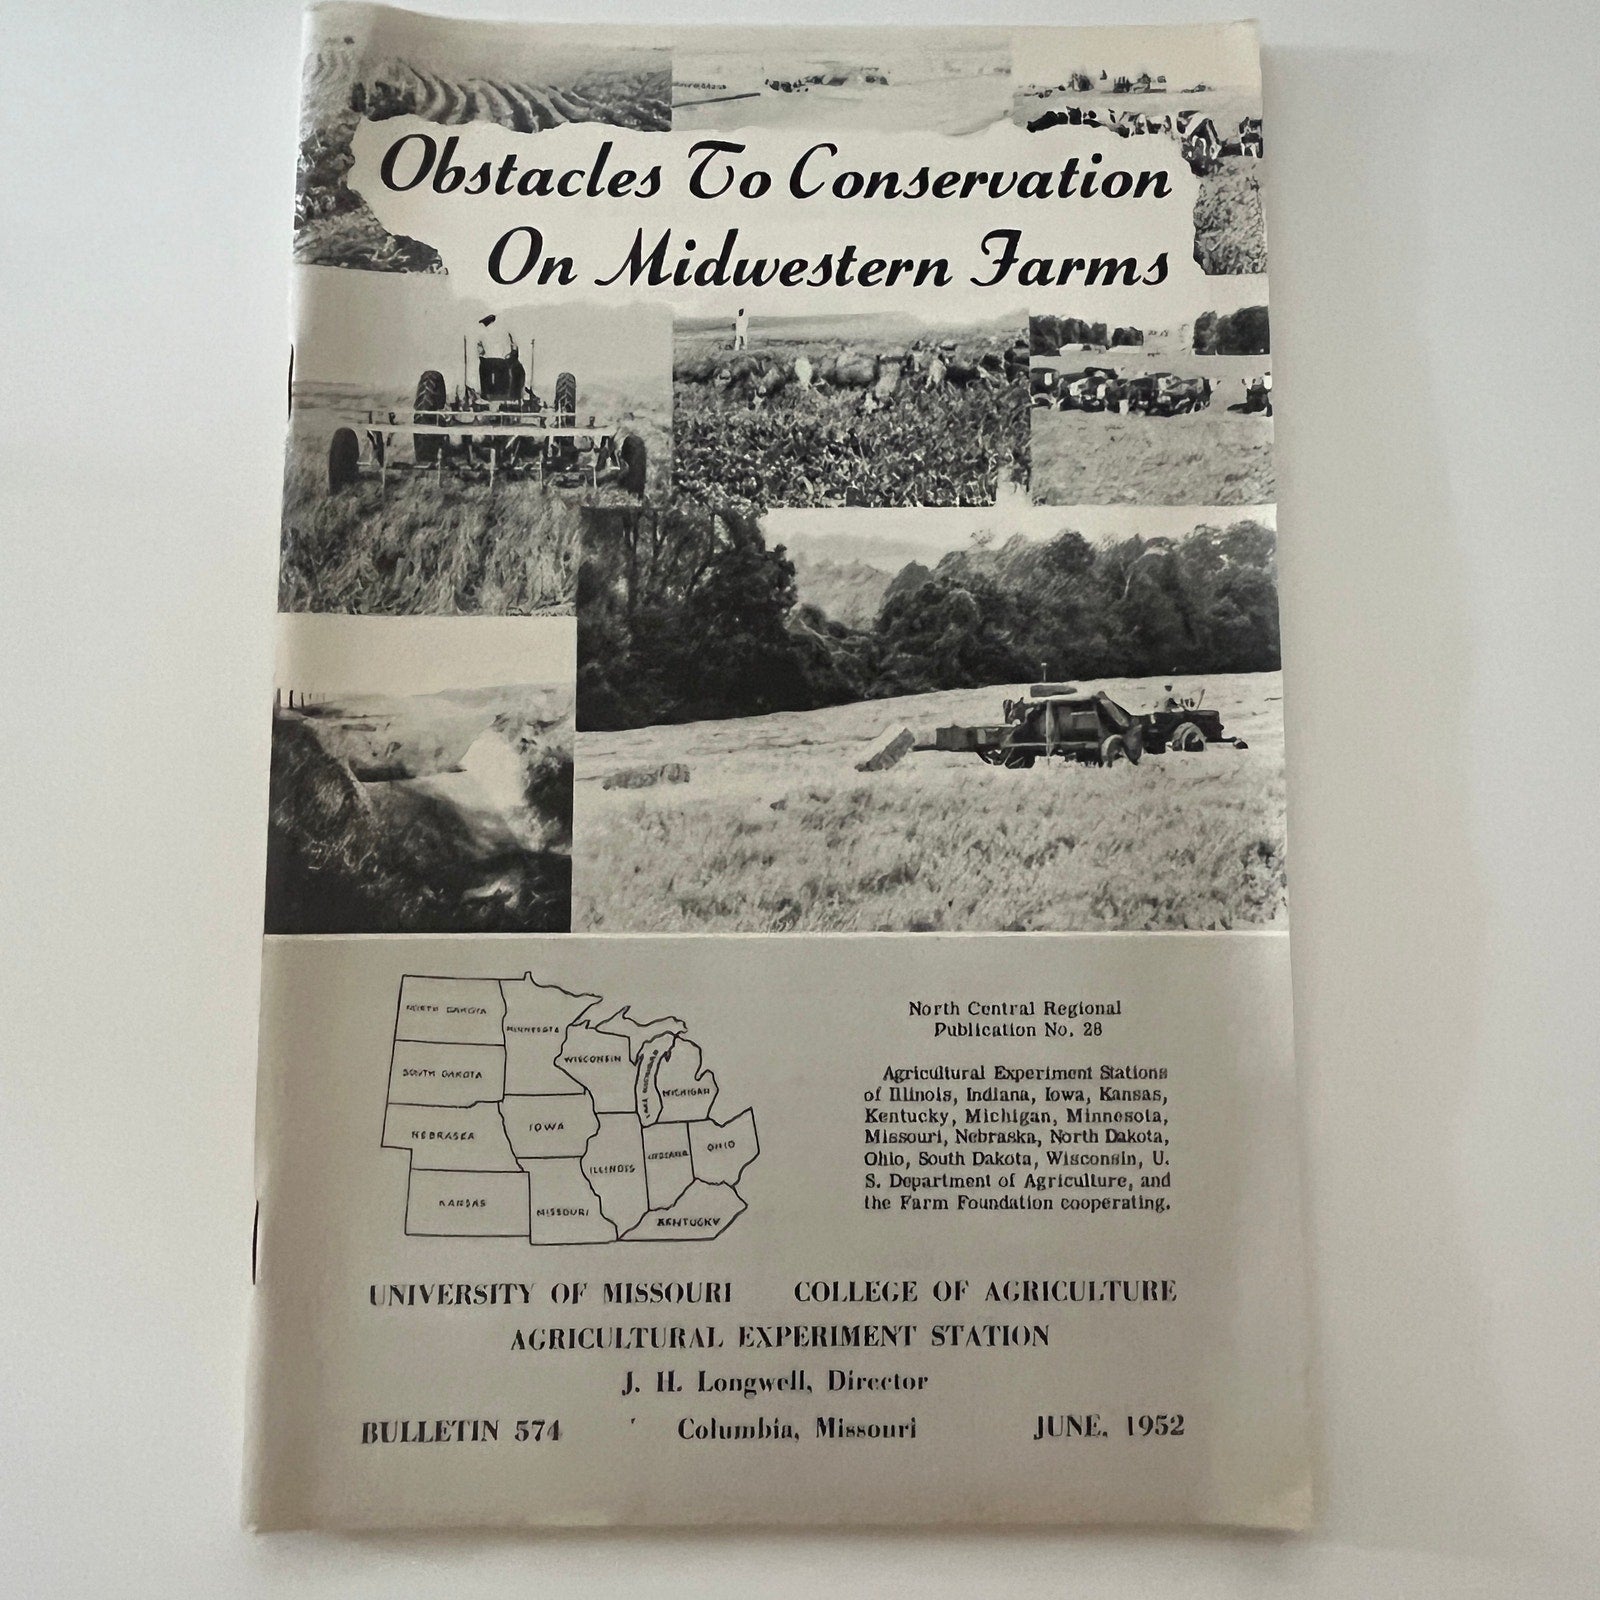 Obstacles To Conservation
On Midwestern Farms
NORTH DAKOTA
MINNESOTA
SOUTH DAKOTA
WISCONSIN
LAKE MICHIGAN
MICHIGAN
NEBRASKA
IOWA
ILLINOIS
INDIANA
OHIO
KANSAS
MISSOURI
KENTUCKY
North Central Regional
Publication No. 28
Agricultural Experiment Stations
of Illinois, Indiana, Iowa, Kansas,
Kentucky, Michigan, Minnesota,
Missouri, Nebraska, North Dakota,
Ohio, South Dakota, Wisconsin, U.
S. Department of Agriculture, and
the Farm Foundation cooperating.
UNIVERSITY OF MISSOURI COLLEGE OF AGRICULTURE
AGRICULTURAL EXPERIMENT STATION
J. H. Longwell, Director
BULLETIN 574 Columbia, Missouri JUNE, 1952